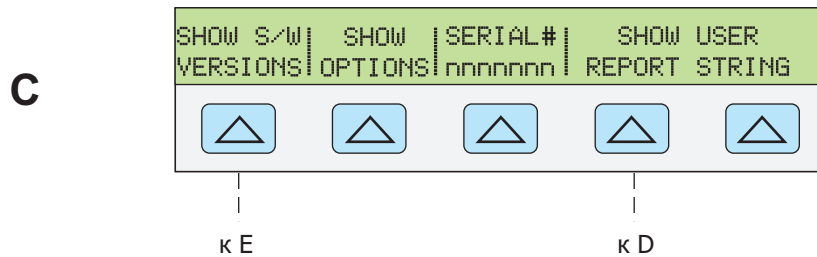 C
SHOW S/W SHOW SERIAL# SHOW USER
VERSIONS OPTIONS nnnnnnn REPORT STRING
к E к D